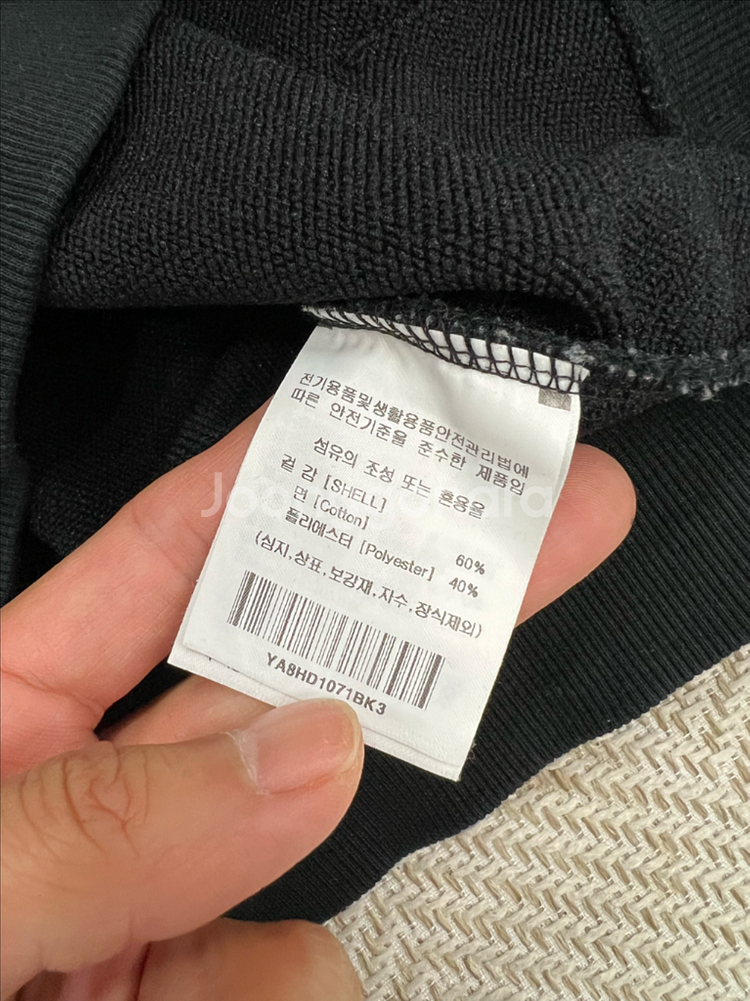 전기용품및생활용품안전관리법에
따른 안전기준을 준수한 제품임
섬유의 조성 또는 혼용율
겉 감 [SHELL]
면 [Cotton] 60%
폴리에스터 [Polyester] 40%
(심지,상표,보강재,자수,장식제외)
YA8HD1071BK3